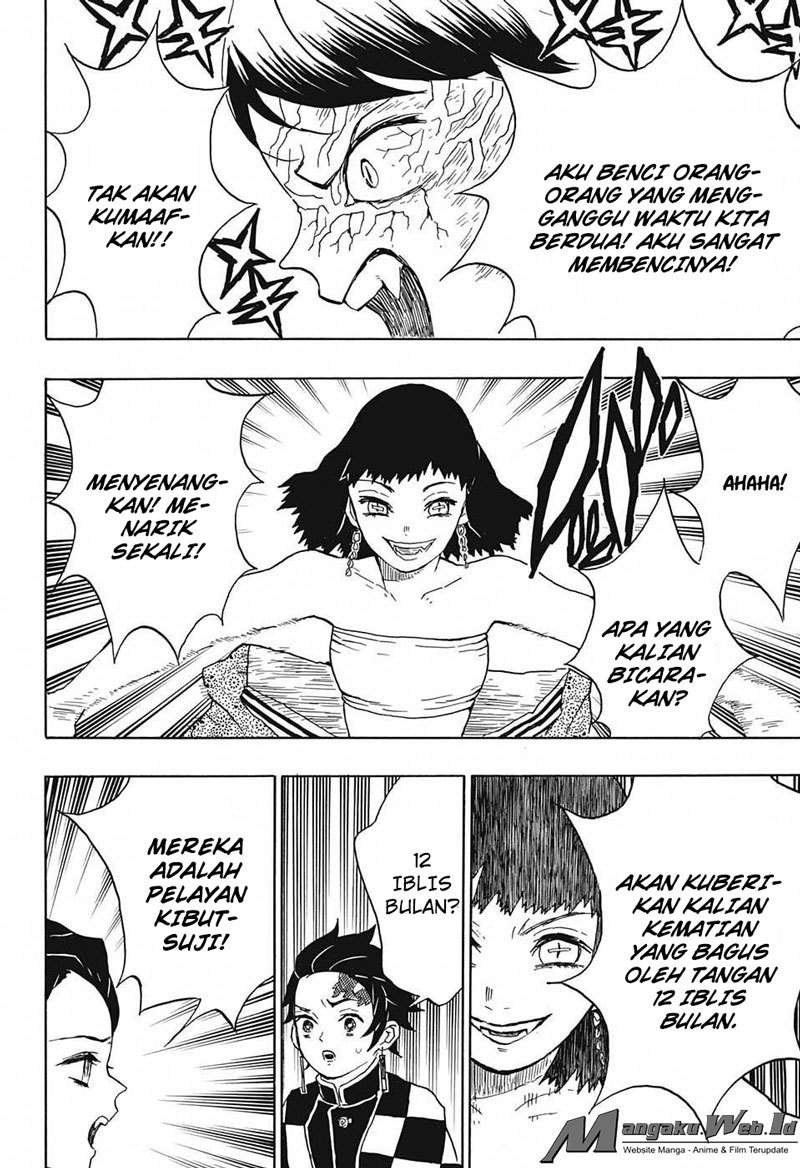 AKU BENCI ORANG-
ORANG YANG MENG-
GANGGU WAKTU KITA
BERDUA! AKU SANGAT
MEMBENCINYA!
TAK AKAN
KUMAAF-
KAN!!
AHAHA!
APA YANG
KALIAN
BICARA-
KAN?
MENYENANG-
KAN! ME-
NARIK
SEKALI!
AKAN KUBERI-
KAN KALIAN
KEMATIAN
YANG BAGUS
OLEH TANGAN
12 IBLIS
BULAN.
12
IBLIS
BULAN?
MEREKA
ADALAH
PELAYAN
KIBUT-
SUJI!
Mangaku.Web.Id
Website Manga - Anime & Film Terupdate